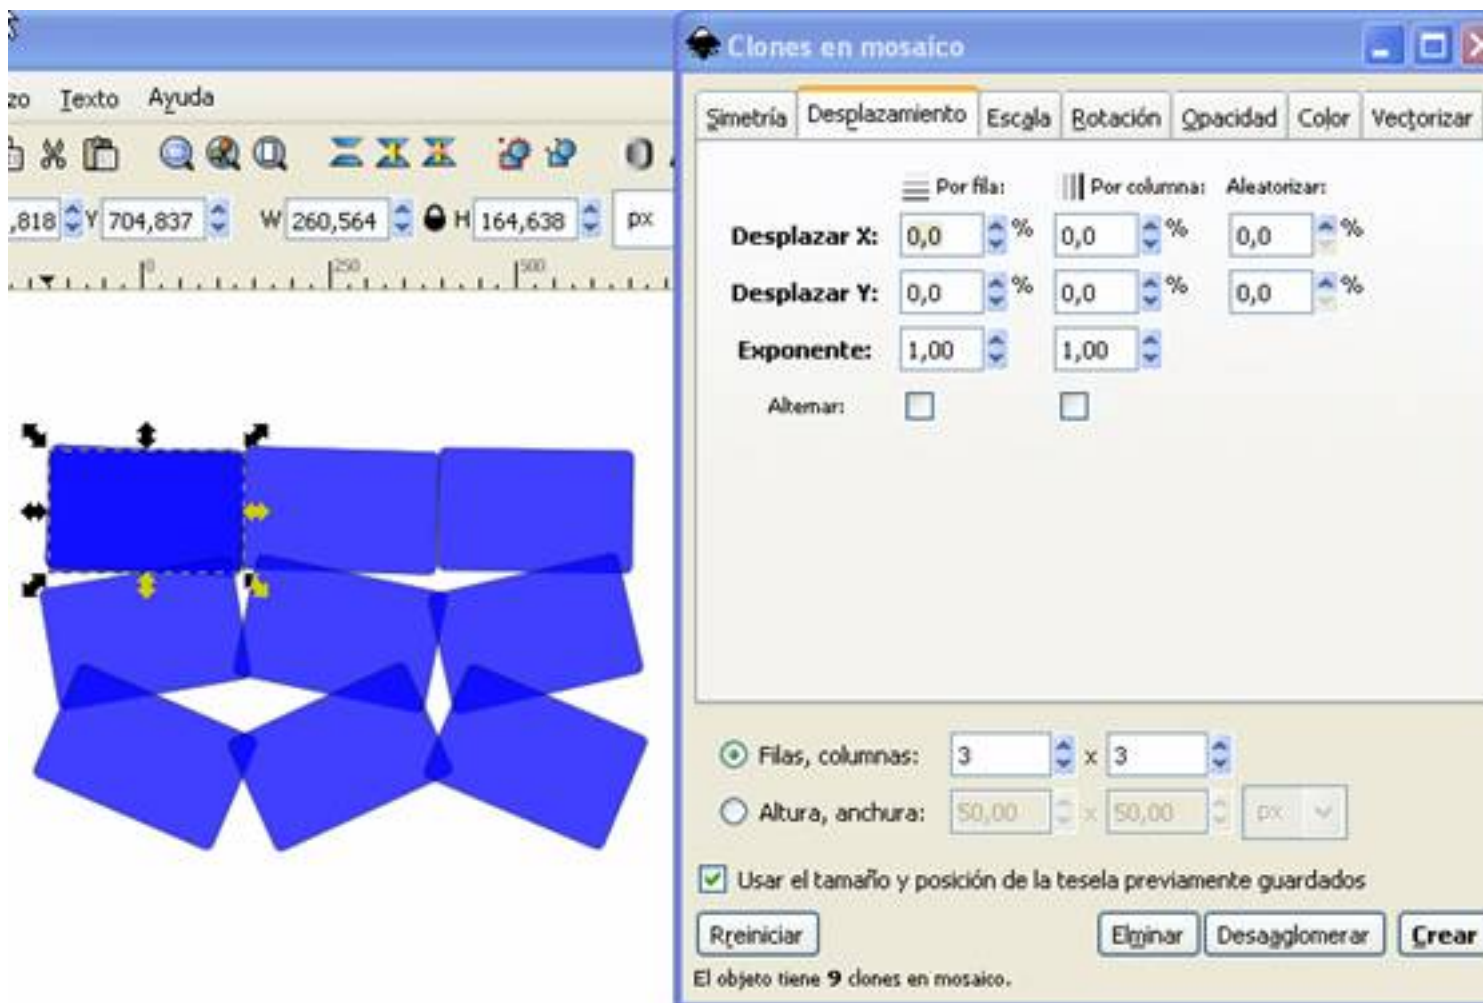 Clones en mosaico
zo Texto Ayuda
Simetría Desplazamiento Escala Rotación Opacidad Color Vectorizar
,818 Y 704,837 W 260,564 H 164,638 px
0 250 500
Por fila: Por columna: Aleatorizar:
Desplazar X: 0,0 % 0,0 % 0,0 %
Desplazar Y: 0,0 % 0,0 % 0,0 %
Exponente: 1,00 1,00
Alternar:
Filas, columnas: 3 x 3
Altura, anchura: 50,00 x 50,00 px
Usar el tamaño y posición de la tesela previamente guardados
Rreiniciar Elminar Desaagglomerar Crear
El objeto tiene 9 clones en mosaico.